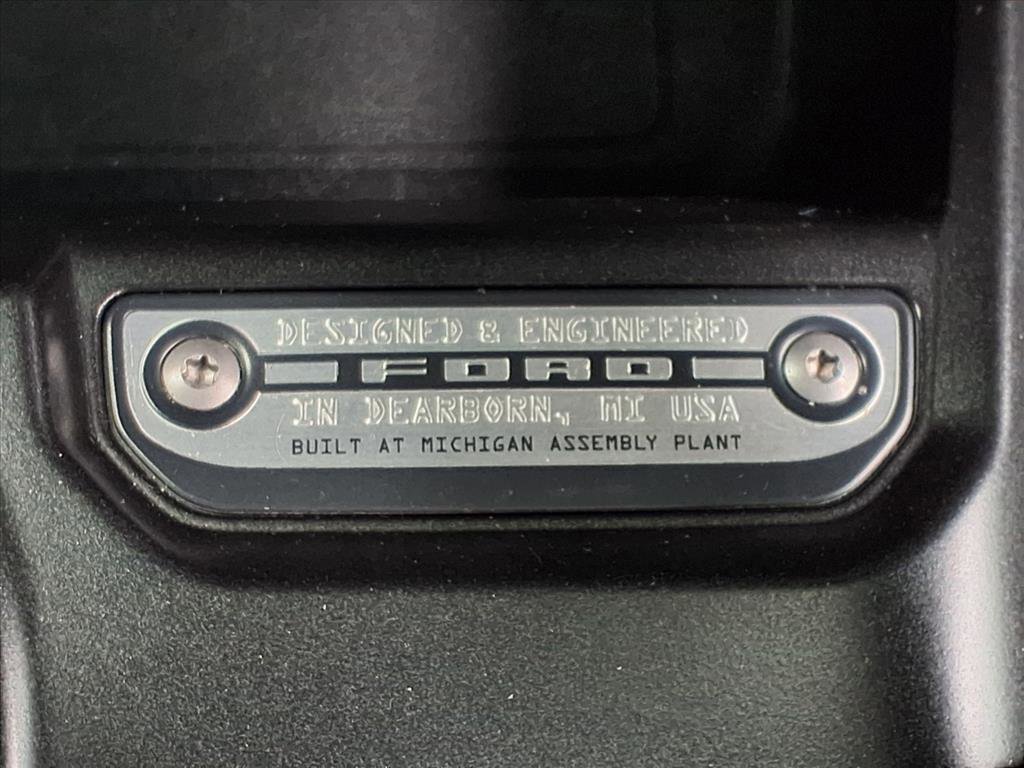 DESIGNED & ENGINEERED
FORD
IN DEARBORN, MI USA
BUILT AT MICHIGAN ASSEMBLY PLANT